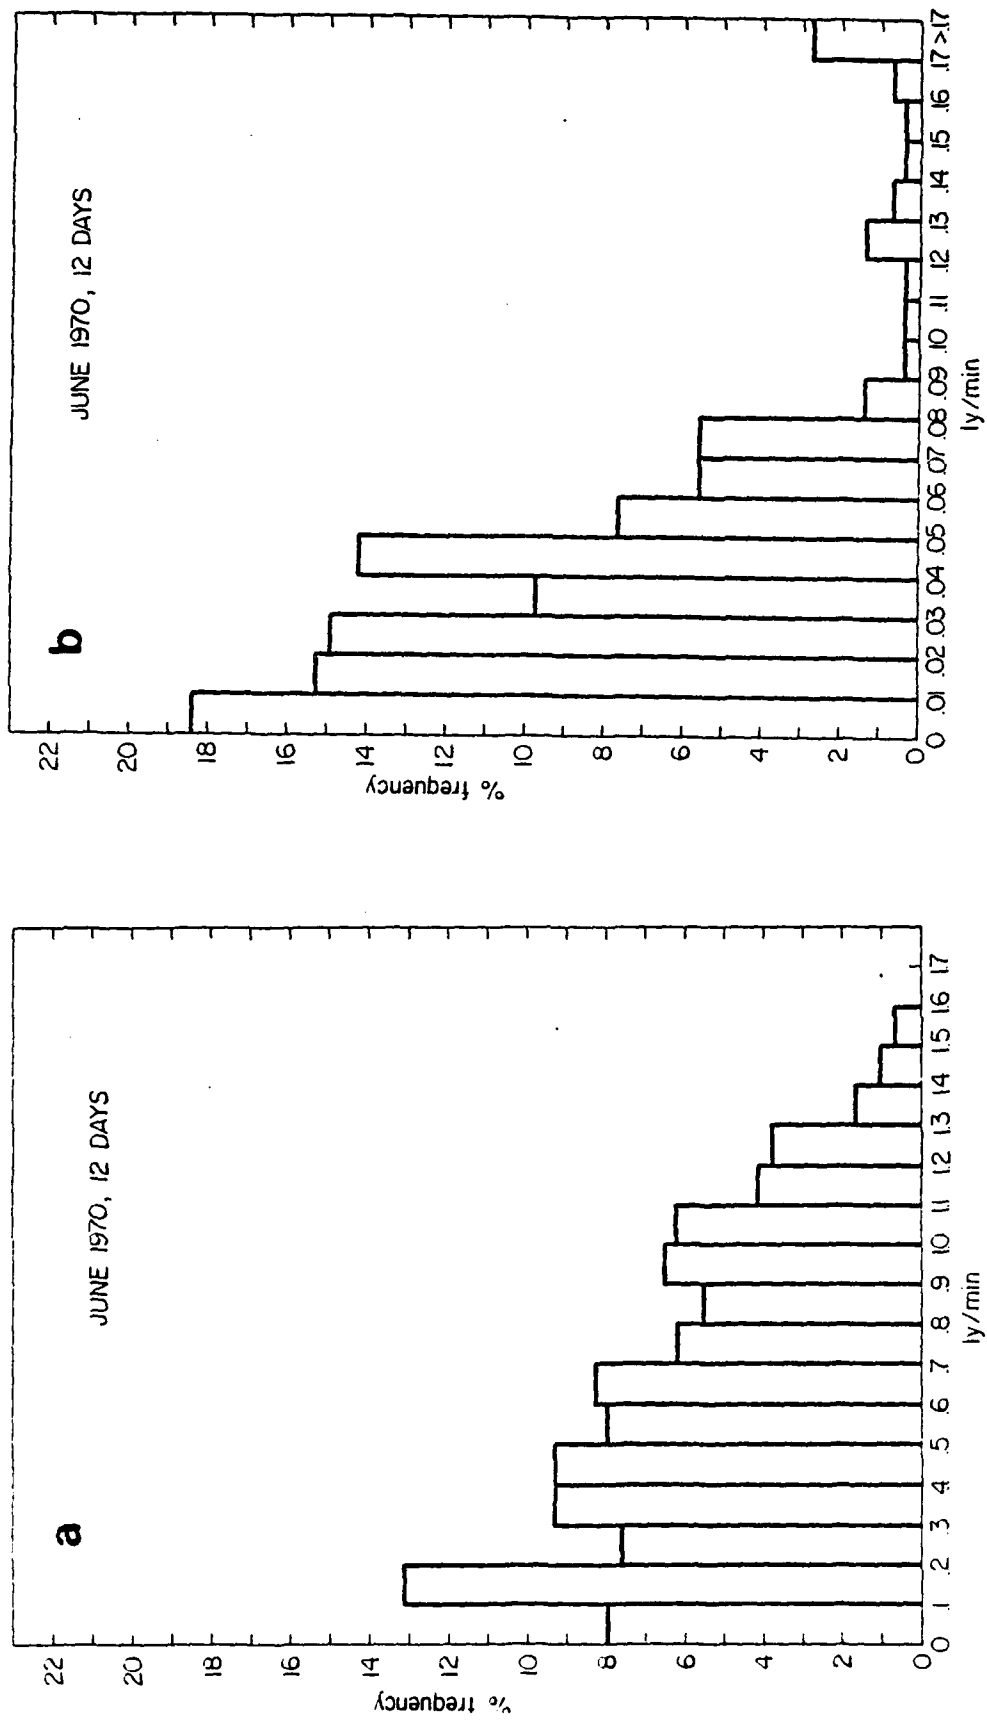 a
JUNE 1970, 12 DAYS
% frequency
22
20
18
16
14
12
10
8
6
4
2
0
0 .1 .2 .3 .4 .5 .6 .7 .8 .9 1.0 1.1 1.2 1.3 1.4 1.5 1.6 1.7
ly/min
b
JUNE 1970, 12 DAYS
% frequency
22
20
18
16
14
12
10
8
6
4
2
0
0 .01 .02 .03 .04 .05 .06 .07 .08 .09 .10 .11 .12 .13 .14 .15 .16 .17 >.17
ly/min